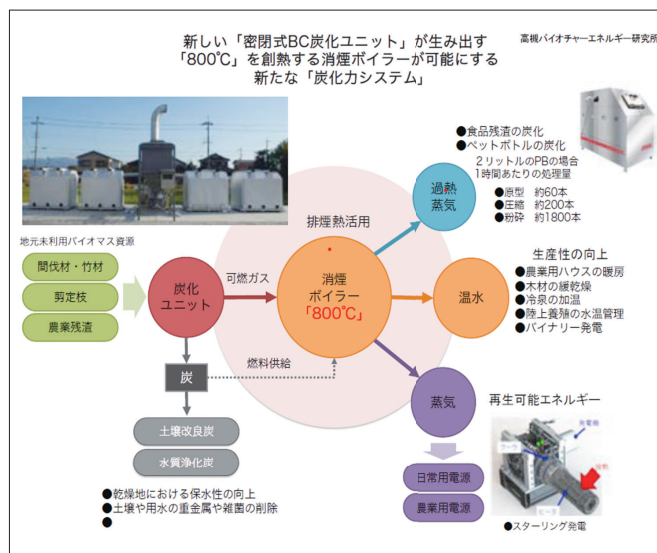 新しい「密閉式BC炭化ユニット」が生み出す
「800℃」を創熱する消煙ボイラーが可能にする
新たな「炭化力システム」
高槻バイオチャーエネルギー研究所
●食品残渣の炭化
●ペットボトルの炭化
２リットルのPBの場合
1時間あたりの処理量
●原型 約60本
●圧縮 約200本
●粉砕 約1800本
過熱
蒸気
排煙熱活用
地元未利用バイオマス資源
間伐材・竹材
剪定枝
農業残渣
炭化
ユニット
可燃ガス
消煙
ボイラー
「800℃」
温水
生産性の向上
●農業用ハウスの暖房
●木材の緩乾燥
●冷泉の加温
●陸上養殖の水温管理
●バイナリー発電
炭
燃料供給
土壌改良炭
水質浄化炭
●乾燥地における保水性の向上
●土壌や用水の重金属や雑菌の削除
●
蒸気
日常用電源
農業用電源
再生可能エネルギー
発電機
クーラ
ヒータ
●スターリング発電